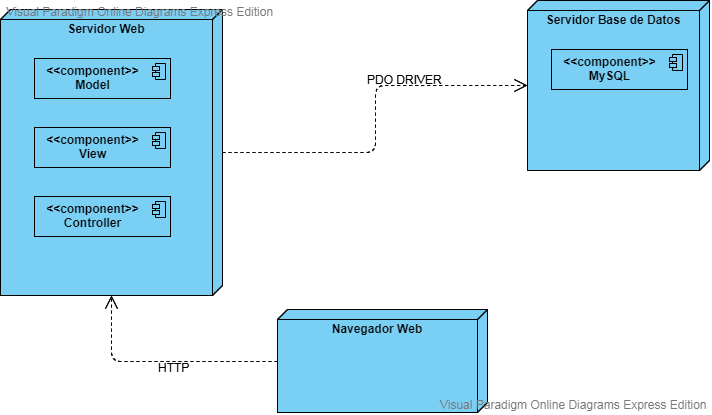 Visual Paradigm Online Diagrams Express Edition
Servidor Web
<<component>>
Model
<<component>>
View
<<component>>
Controller
PDO DRIVER
Servidor Base de Datos
<<component>>
MySQL
HTTP
Navegador Web
Visual Paradigm Online Diagrams Express Edition